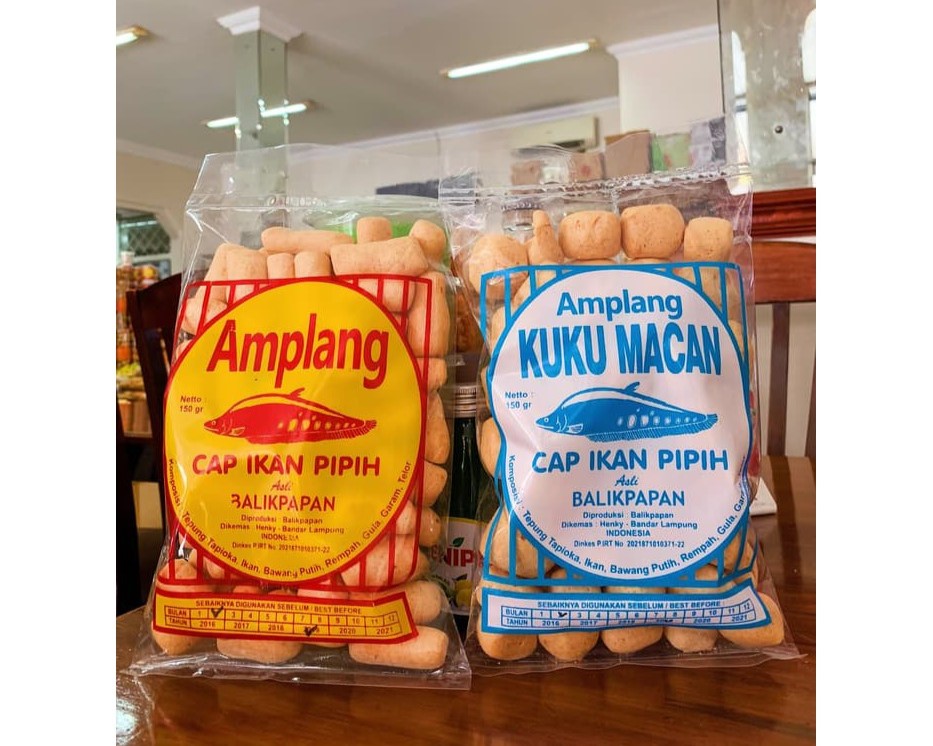 Amplang
Netto :
150 gr
CAP IKAN PIPIH
Asli
BALIKPAPAN
Diproduksi : Balikpapan
Dikemas : Henky - Bandar Lampung
INDONESIA
Dinkes P.IRT No. 2021871010371-22
Komposisi : Tepung Tapioka, Ikan, Bawang Putih, Rempah, Gula, Garam, Telor
SEBAIKNYA DIGUNAKAN SEBELUM / BEST BEFORE
BULAN 1 3 4 5 6 7 8 9 10 11 12
TAHUN 2016 2017 2018 2020 2021
Amplang
KUKU MACAN
Netto :
150 gr
CAP IKAN PIPIH
Asli
BALIKPAPAN
Diproduksi : Balikpapan
Dikemas : Henky - Bandar Lampung
INDONESIA
Dinkes P.IRT No. 2021871010371-22
Komposisi : Tepung Tapioka, Ikan, Bawang Putih, Rempah, Gula,
SEBAIKNYA DIGUNAKAN SEBELUM / BEST BEFORE
BULAN 1 3 4 5 6 7 8 9 10 11 12
TAHUN 2016 2017 2018 2020 2021